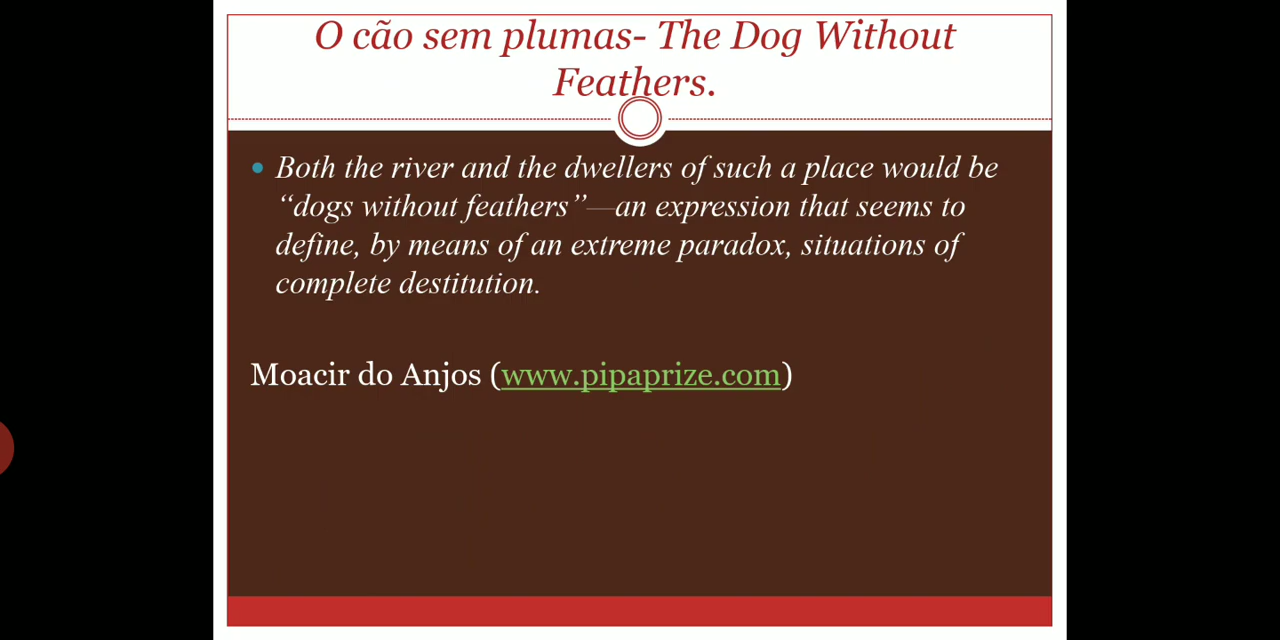 O cão sem plumas- The Dog Without
Feathers.
Both the river and the dwellers of such a place would be
“dogs without feathers”—an expression that seems to
define, by means of an extreme paradox, situations of
complete destitution.
Moacir do Anjos (www.pipaprize.com)